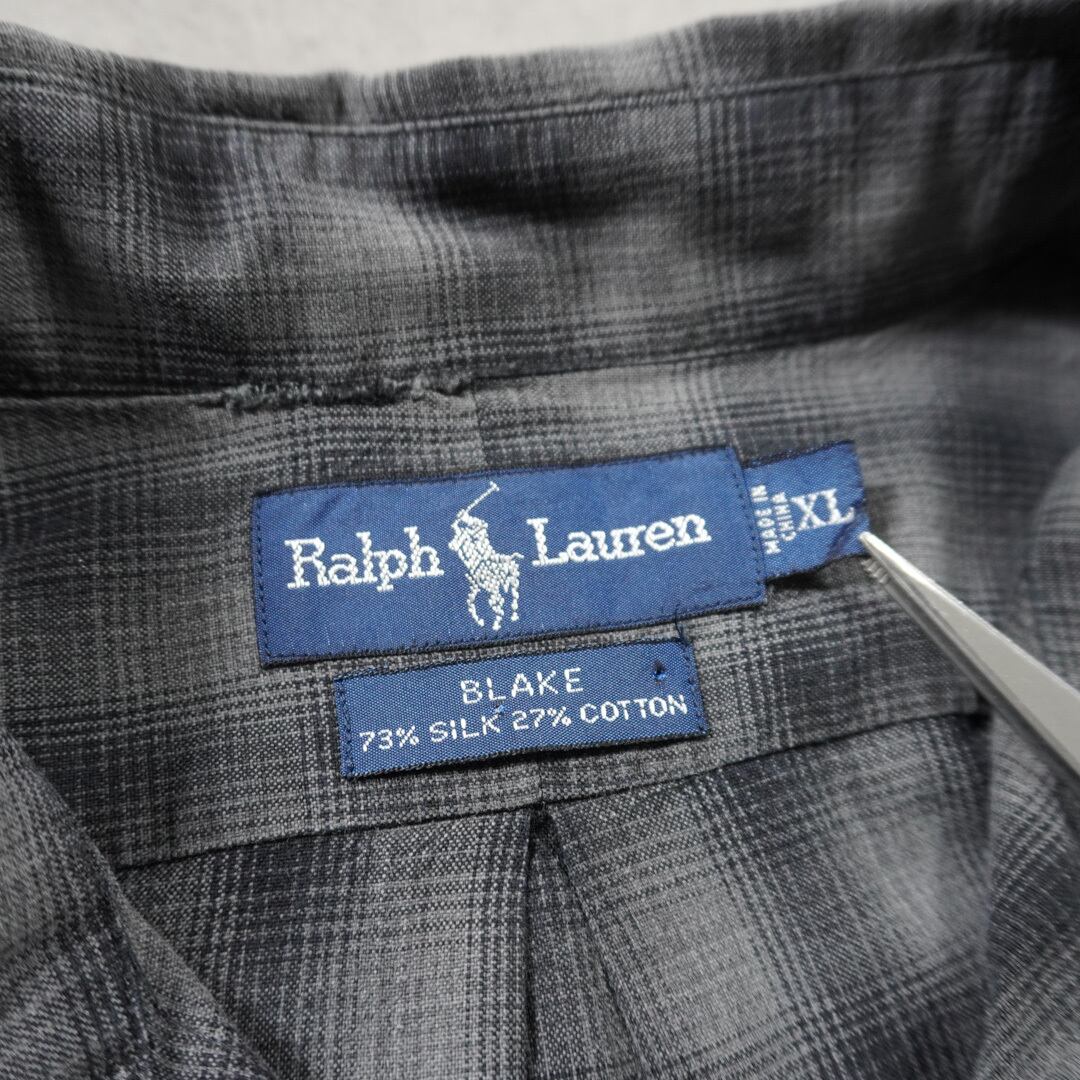 Ralph Lauren
MADE IN
CHINA
XL
BLAKE
73% SILK 27% COTTON